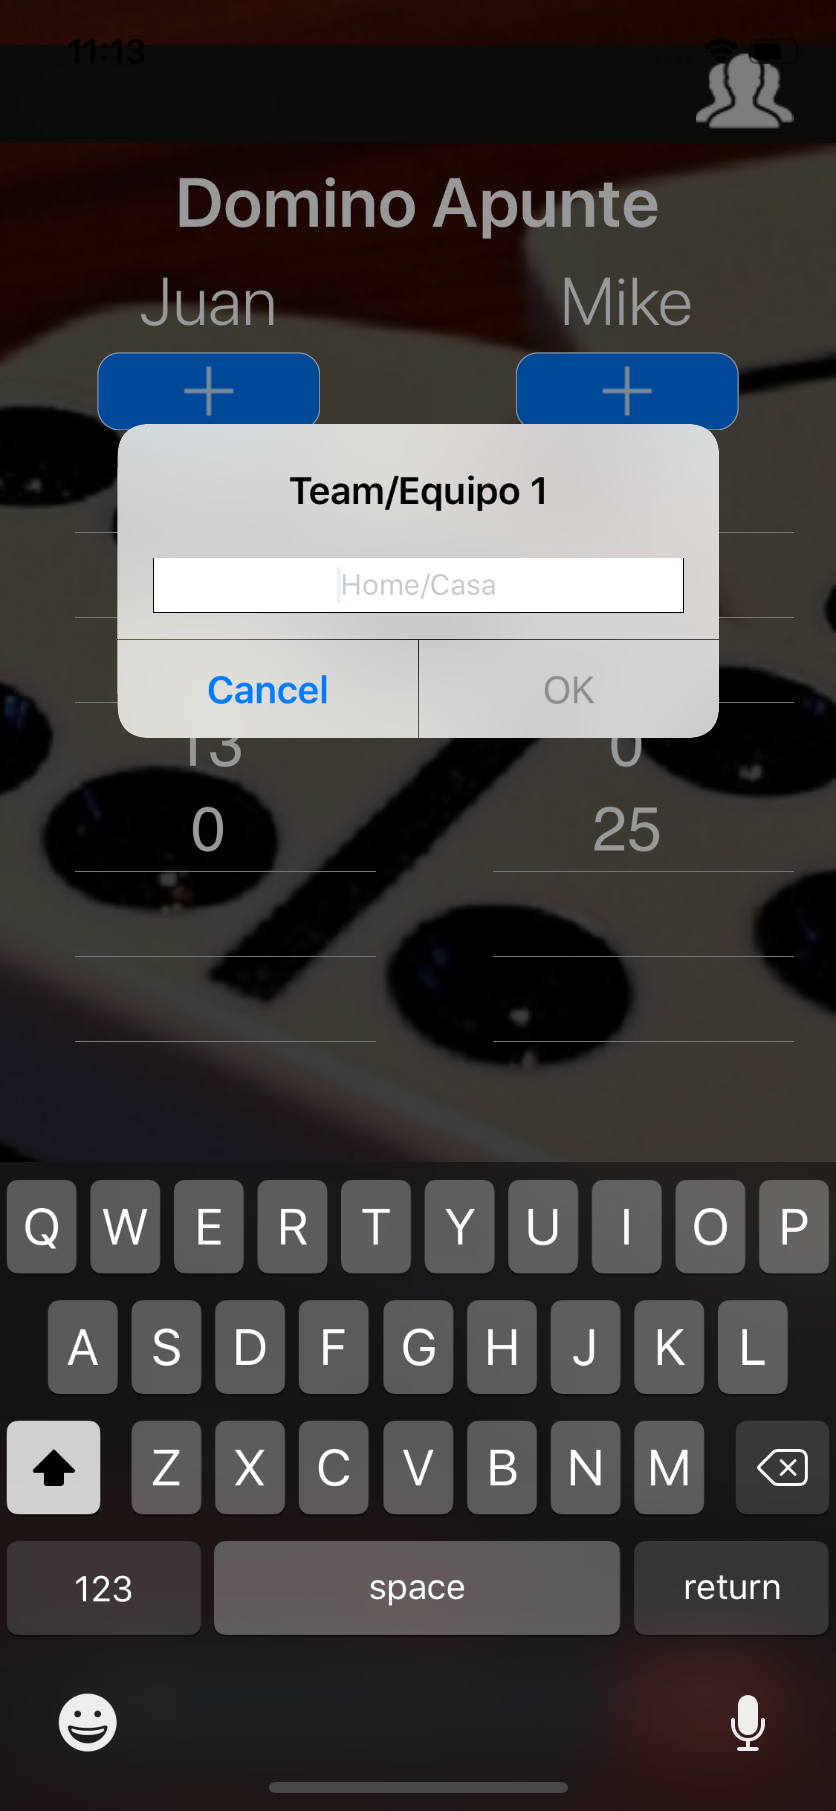 11:13
Domino Apunte
Juan Mike
+ +
Team/Equipo 1
Home/Casa
Cancel OK
13 0
0 25
Q W E R T Y U I O P
A S D F G H J K L
Z X C V B N M
123 space return